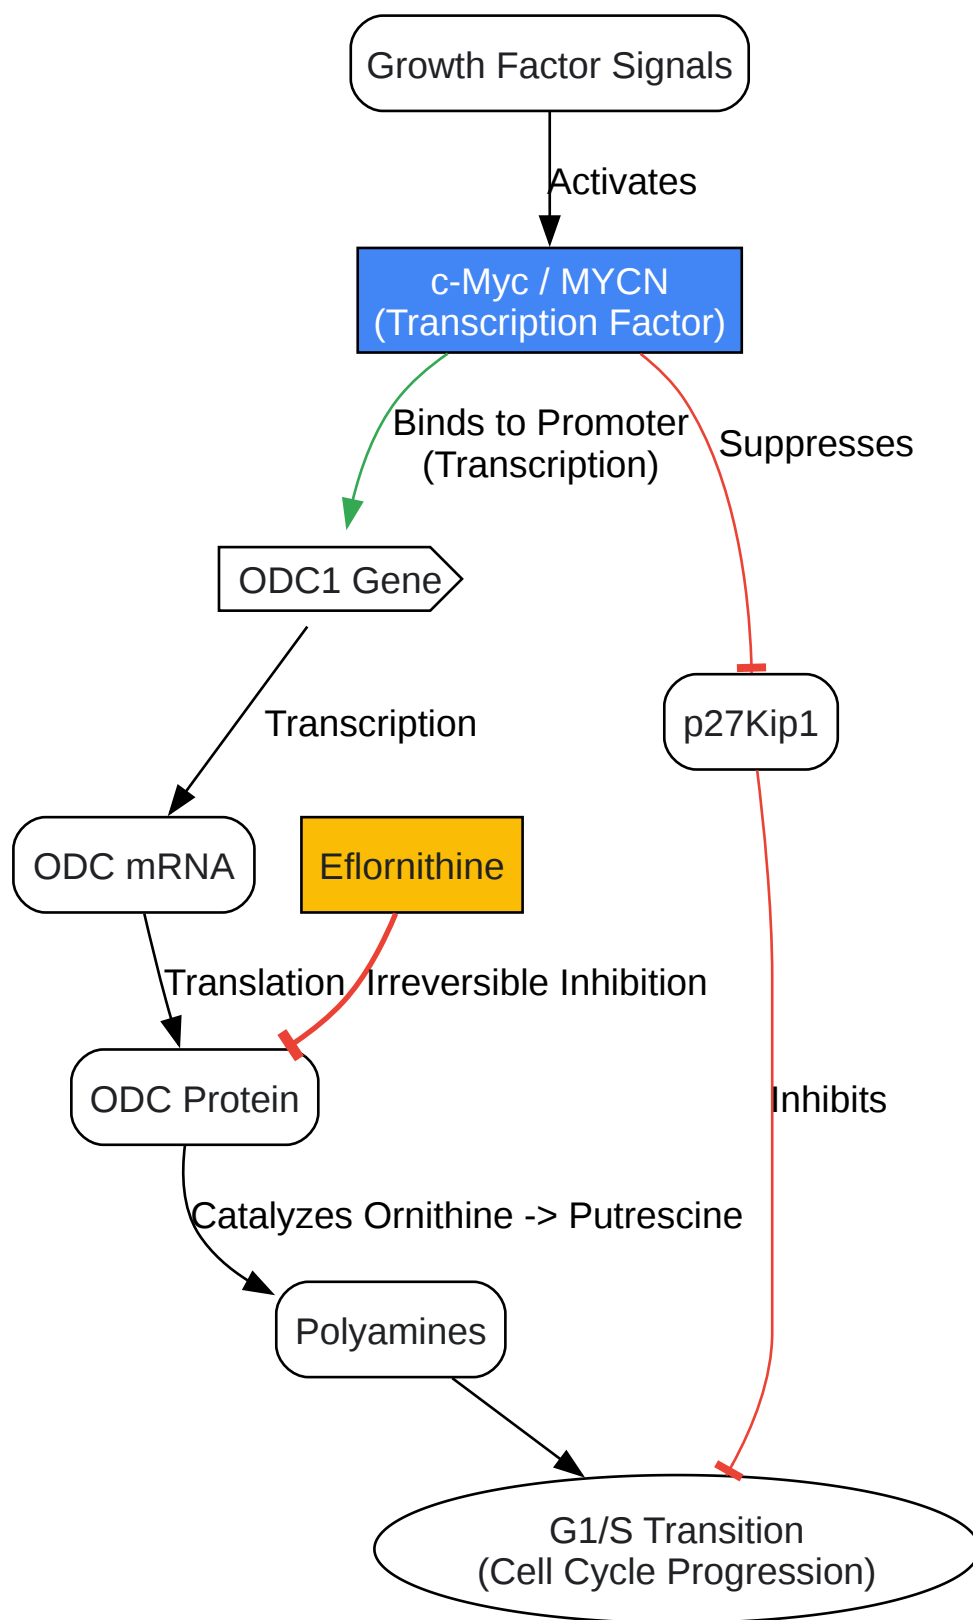 Growth Factor Signals
Activates
c-Myc / MYCN
(Transcription Factor)
Binds to Promoter
(Transcription)
Suppresses
ODC1 Gene
Transcription
p27Kip1
ODC mRNA
Eflornithine
Translation
Irreversible Inhibition
ODC Protein
Inhibits
Catalyzes Ornithine -> Putrescine
Polyamines
G1/S Transition
(Cell Cycle Progression)